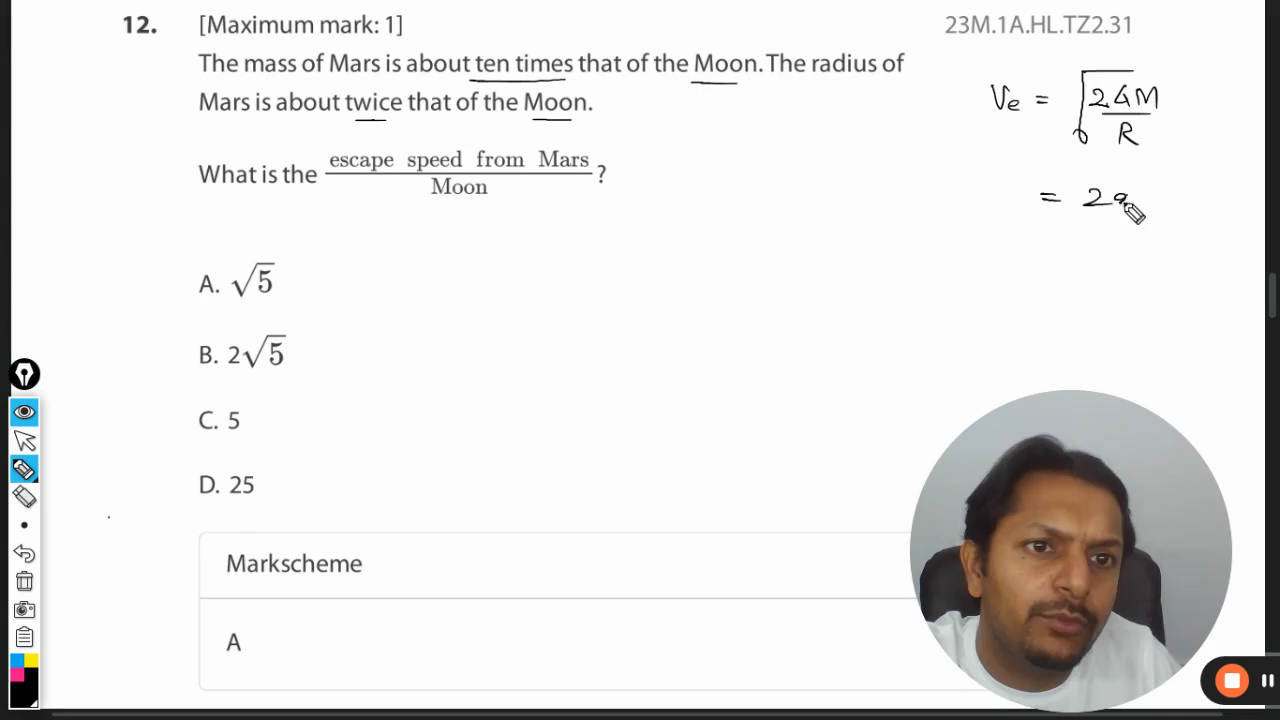 12. [Maximum mark: 1] 23M.1A.HL.TZ2.31
The mass of Mars is about ten times that of the Moon. The radius of
Mars is about twice that of the Moon.
Ve = √(2GM/R)
What is the escape speed from Mars / Moon ?
= 2g
A. √5
B. 2√5
C. 5
D. 25
Markscheme
A